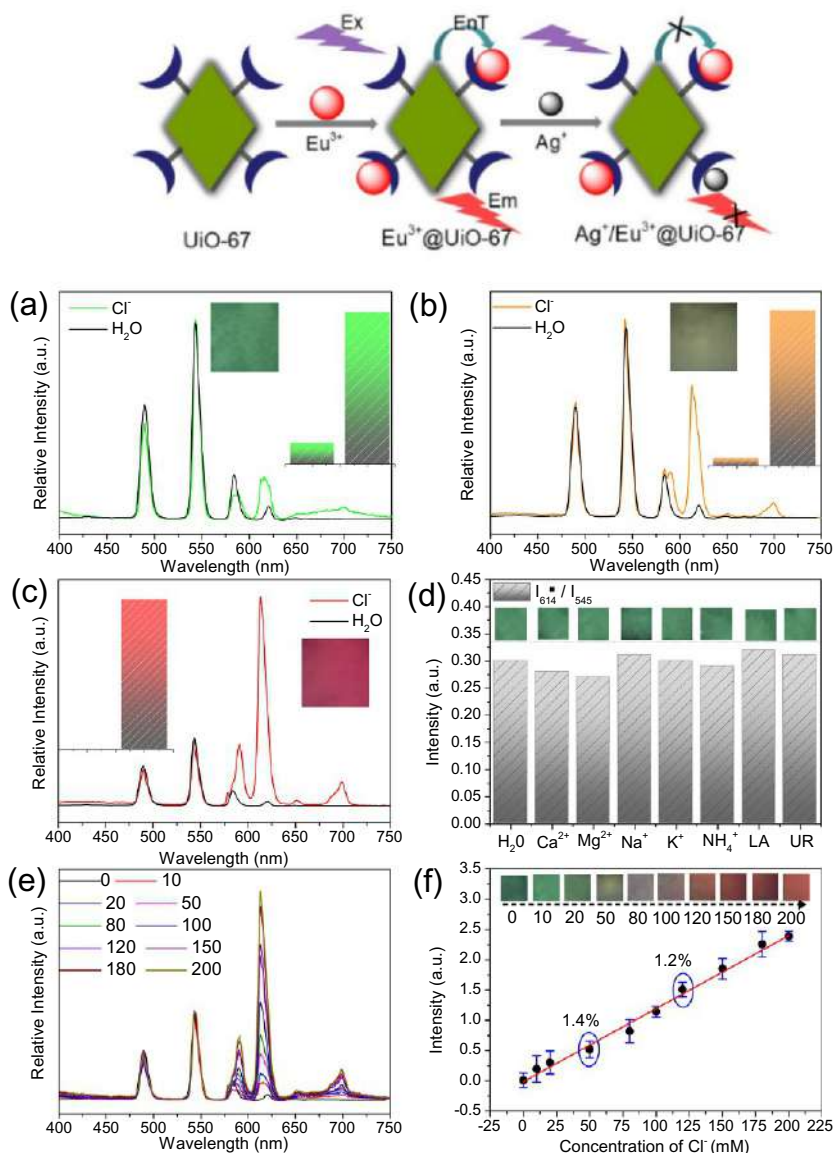 Ex
EnT
Eu³⁺
Ag⁺
Em
UiO-67
Eu³⁺@UiO-67
Ag⁺/Eu³⁺@UiO-67
(a)
Cl⁻
H₂O
Relative Intensity (a.u.)
400 450 500 550 600 650 700 750
Wavelength (nm)
(b)
Cl⁻
H₂O
Relative Intensity (a.u.)
400 450 500 550 600 650 700 750
Wavelength (nm)
(c)
Cl⁻
H₂O
Relative Intensity (a.u.)
400 450 500 550 600 650 700 750
Wavelength (nm)
(d)
I₆₁₄ / I₅₄₅
Intensity (a.u.)
0.45
0.40
0.35
0.30
0.25
0.20
0.15
0.10
0.05
0.00
H₂0 Ca²⁺ Mg²⁺ Na⁺ K⁺ NH₄⁺ LA UR
(e)
0 10
20 50
80 100
120 150
180 200
Relative Intensity (a.u.)
400 450 500 550 600 650 700 750
Wavelength (nm)
(f)
0 10 20 50 80 100 120 150 180 200
1.2%
1.4%
Intensity (a.u.)
3.5
3.0
2.5
2.0
1.5
1.0
0.5
0.0
-0.5
-25 0 25 50 75 100 125 150 175 200 225
Concentration of Cl⁻ (mM)